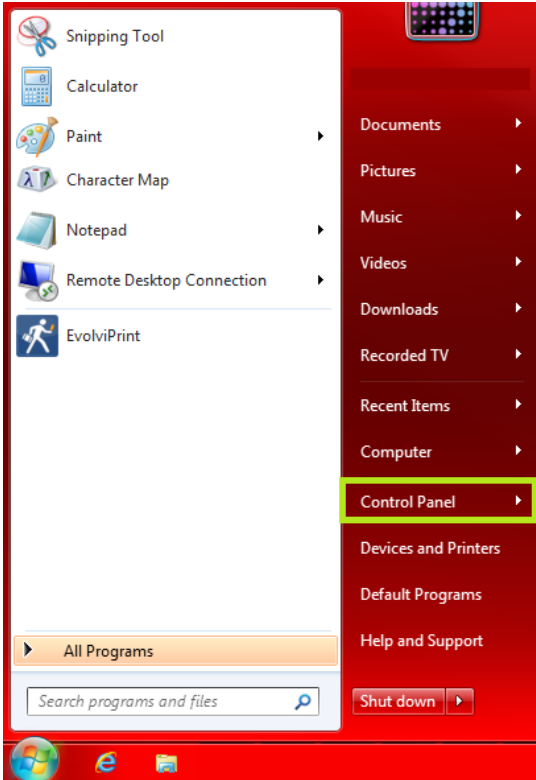 Snipping Tool
Calculator
Paint
Character Map
Notepad
Remote Desktop Connection
EvolviPrint
All Programs
Search programs and files
Documents
Pictures
Music
Videos
Downloads
Recorded TV
Recent Items
Computer
Control Panel
Devices and Printers
Default Programs
Help and Support
Shut down